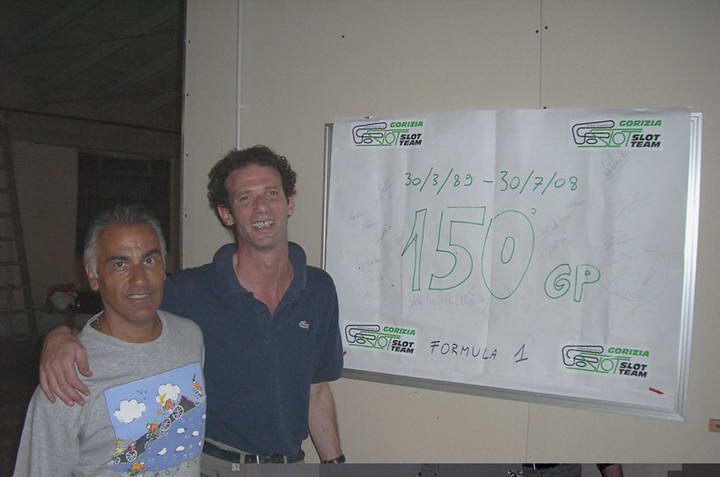 GORIZIA
SLOT
TEAM
GORIZIA
SLOT
TEAM
30/3/89 - 30/7/08
150° GP
GORIZIA
SLOT
TEAM
FORMULA 1
GORIZIA
SLOT
TEAM